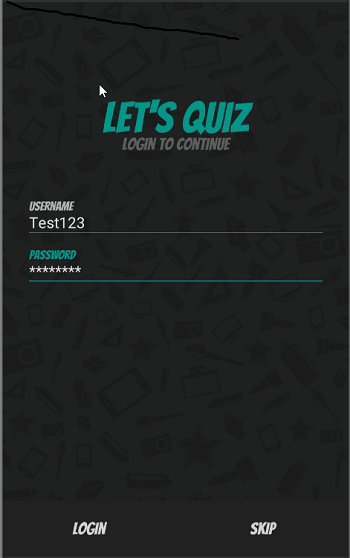 LET'S QUIZ
LOGIN TO CONTINUE
USERNAME
Test123
PASSWORD
********
LOGIN SKIP